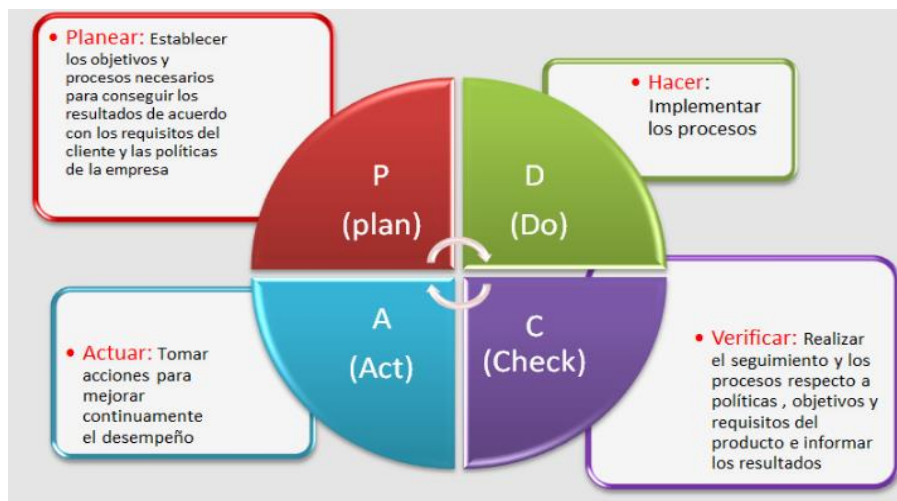 • Planear: Establecer
los objetivos y
procesos necesarios
para conseguir los
resultados de acuerdo
con los requisitos del
cliente y las políticas
de la empresa
• Hacer:
Implementar
los procesos
P
(plan)
D
(Do)
A
(Act)
C
(Check)
• Actuar: Tomar
acciones para
mejorar
continuamente
el desempeño
• Verificar: Realizar
el seguimiento y los
procesos respecto a
políticas , objetivos y
requisitos del
producto e informar
los resultados